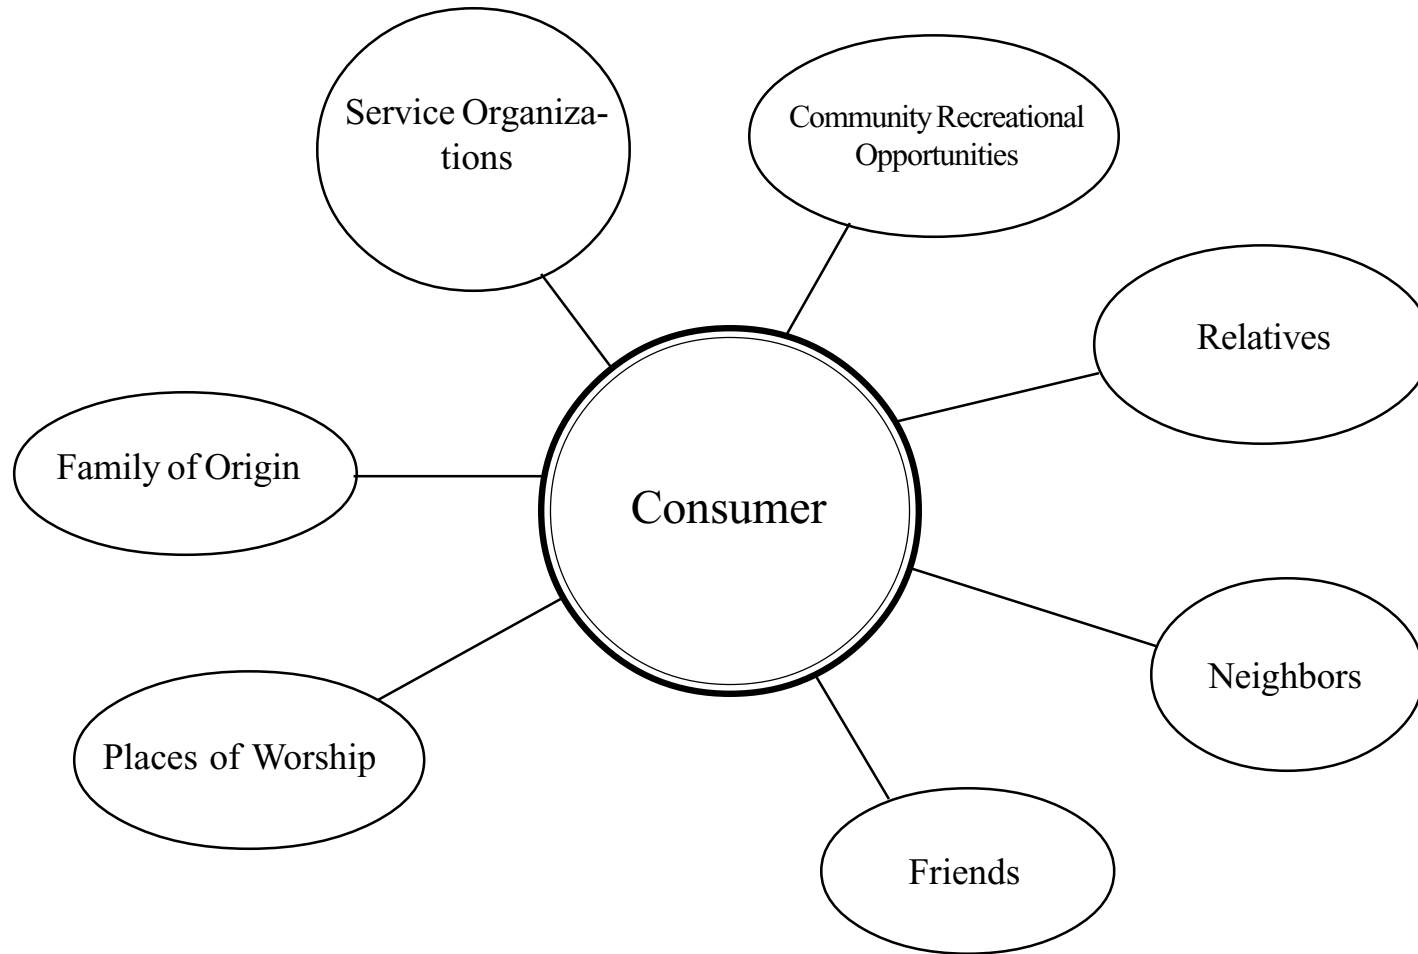 Service Organiza-
tions
Community Recreational
Opportunities
Relatives
Family of Origin
Consumer
Neighbors
Places of Worship
Friends